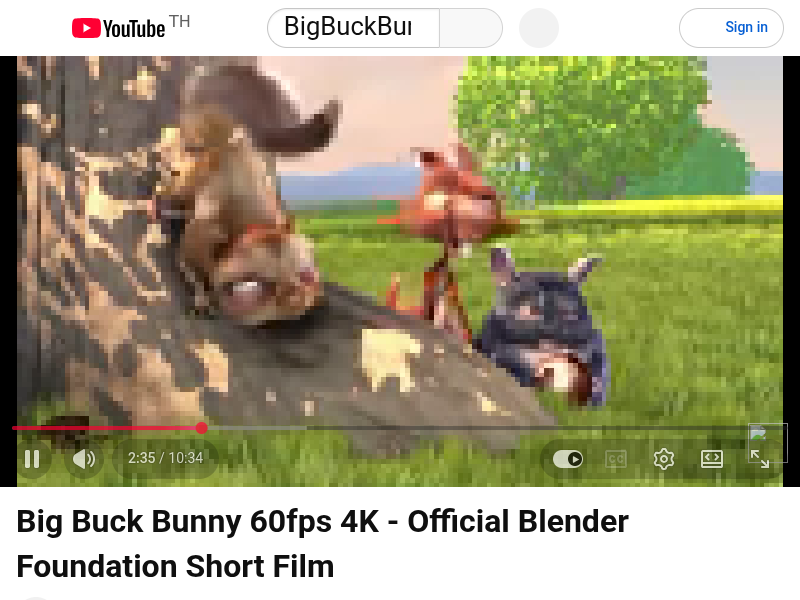 YouTube TH
BigBuckBu
Sign in
2:35 / 10:34
CC
Big Buck Bunny 60fps 4K - Official Blender
Foundation Short Film